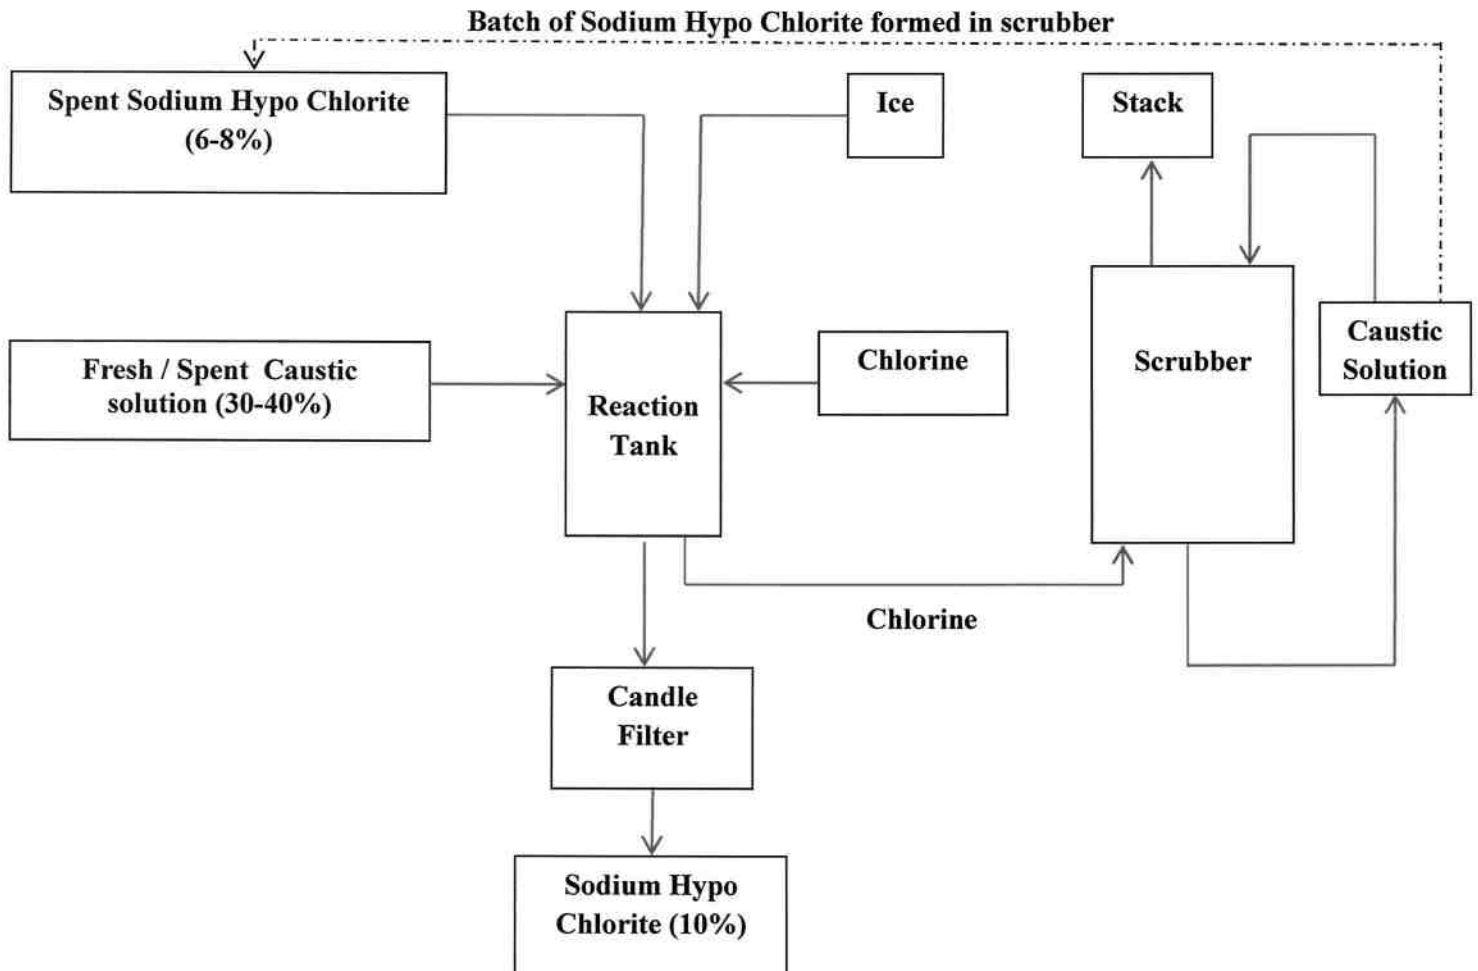 Batch of Sodium Hypo Chlorite formed in scrubber
Spent Sodium Hypo Chlorite
(6-8%)
Ice
Stack
Fresh / Spent Caustic
solution (30-40%)
Reaction
Tank
Chlorine
Scrubber
Caustic
Solution
Chlorine
Candle
Filter
Sodium Hypo
Chlorite (10%)